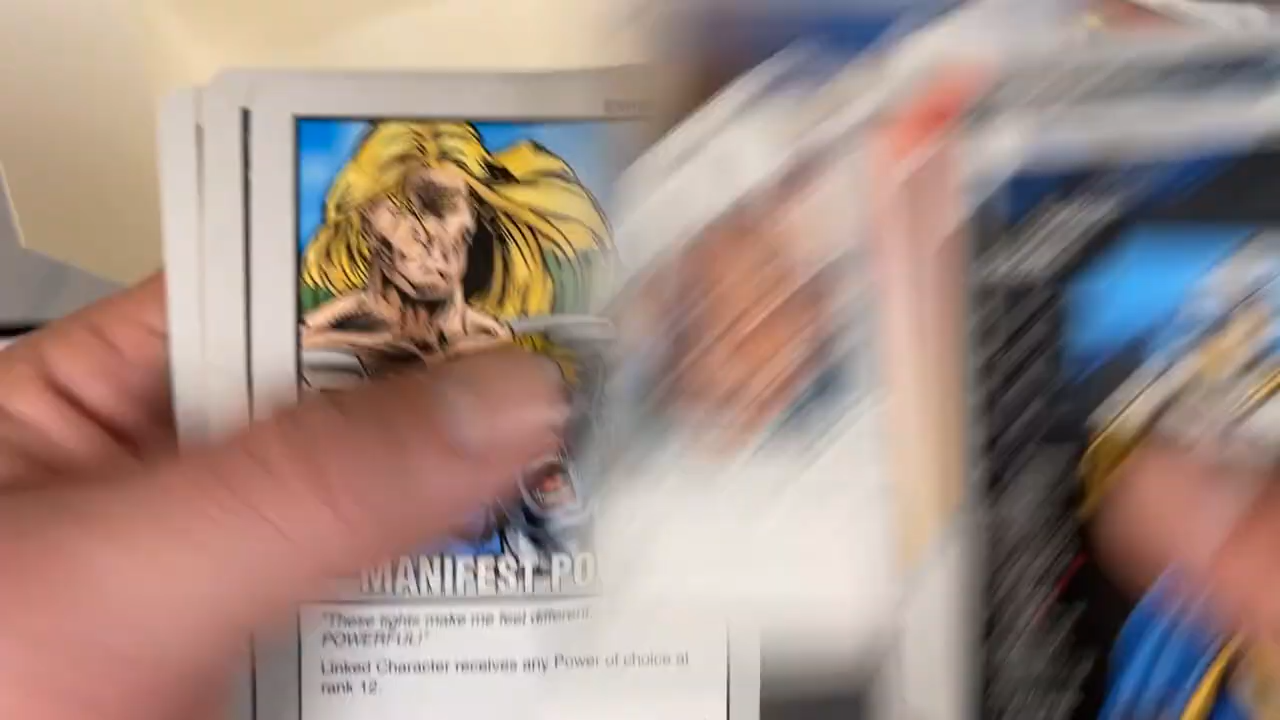 MANIFEST PO
"These lights make me feel different.
POWERFUL!"
Linked Character receives any Power of choice at
rank 12.